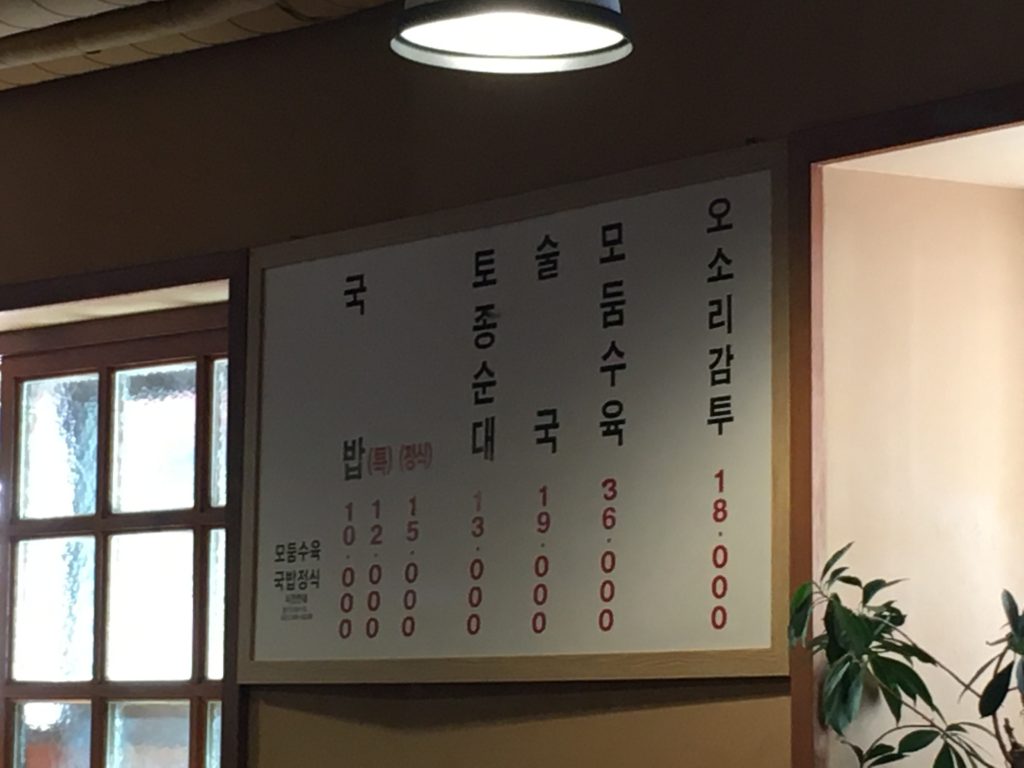 국밥 (특) (정식)
10.000
12.000
15.000
토종순대
13.000
술국
19.000
모둠수육
36.000
오소리감투
18.000
모둠수육
국밥정식